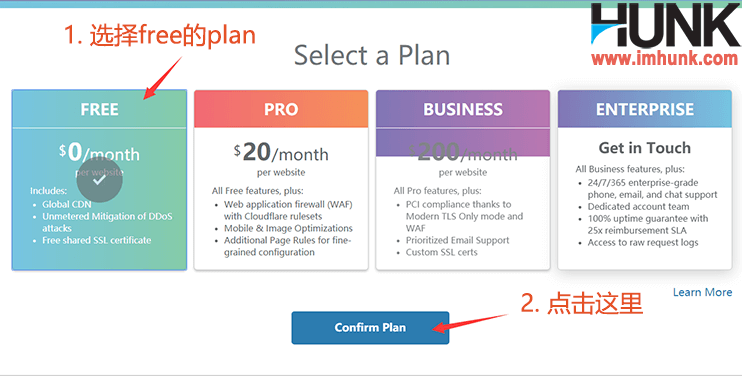 1. 选择free的plan
HUNK
www.imhunk.com
Select a Plan
FREE
$0/month
per website
Includes:
• Global CDN
• Unmetered Mitigation of DDoS
attacks
• Free shared SSL certificate
PRO
$20/month
per website
All Free features, plus:
• Web application firewall (WAF)
with Cloudflare rulesets
• Mobile & Image Optimizations
• Additional Page Rules for fine-
grained configuration
BUSINESS
$200/month
per website
All Pro features, plus:
• PCI compliance thanks to
Modern TLS Only mode and
WAF
• Prioritized Email Support
• Custom SSL certs
ENTERPRISE
Get in Touch
All Business features, plus:
• 24/7/365 enterprise-grade
phone, email, and chat support
• Dedicated account team
• 100% uptime guarantee with
25x reimbursement SLA
• Access to raw request logs
Learn More
2. 点击这里
Confirm Plan